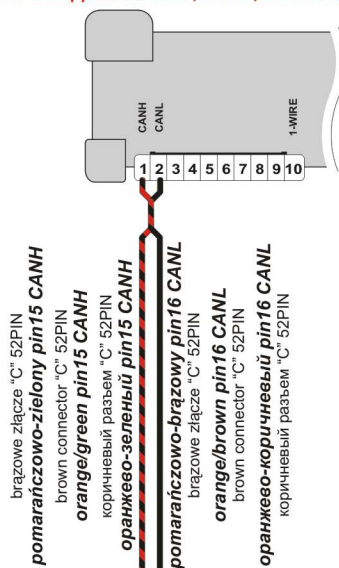 CANH
CANL
1-WIRE
1 2 3 4 5 6 7 8 9 10
brązowe złącze "C" 52PIN
pomarańczowo-zielony pin15 CANH
brown connector "C" 52PIN
orange/green pin15 CANH
коричневый разъем "C" 52PIN
оранжево-зеленый pin15 CANH
pomarańczowo-brązowy pin16 CANL
brązowe złącze "C" 52PIN
orange/brown pin16 CANL
brown connector "C" 52PIN
оранжево-коричневый pin16 CANL
коричневый разъем "C" 52PIN